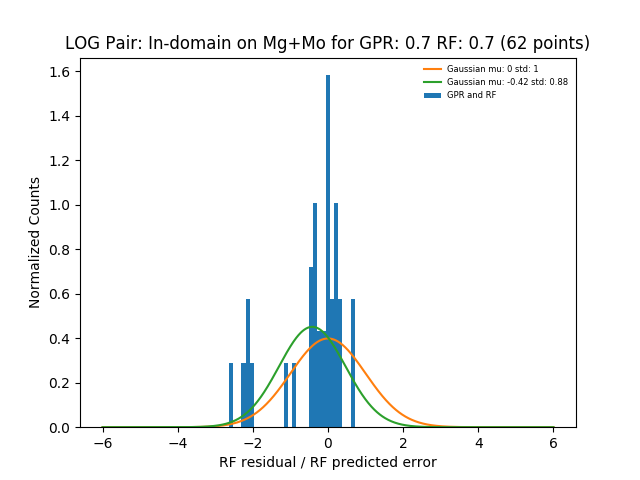 LOG Pair: In-domain on Mg+Mo for GPR: 0.7 RF: 0.7 (62 points)
Gaussian mu: 0 std: 1
Gaussian mu: -0.42 std: 0.88
GPR and RF
Normalized Counts
1.6
1.4
1.2
1.0
0.8
0.6
0.4
0.2
0.0
−6 −4 −2 0 2 4 6
RF residual / RF predicted error